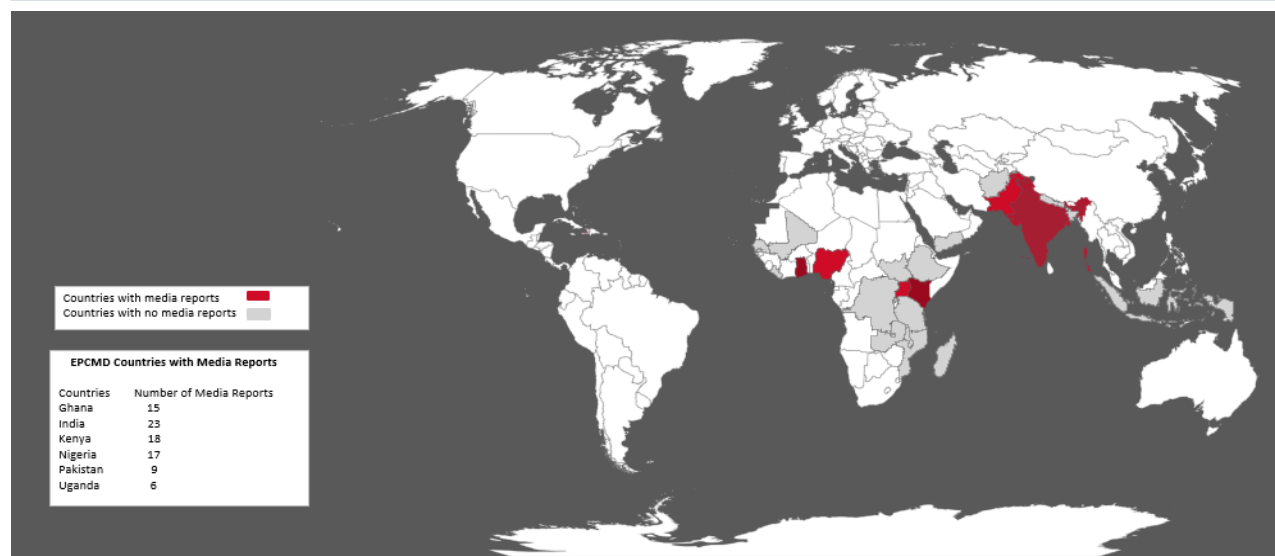 Countries with media reports
Countries with no media reports
EPCMD Countries with Media Reports
Countries Number of Media Reports
Ghana 15
India 23
Kenya 18
Nigeria 17
Pakistan 9
Uganda 6